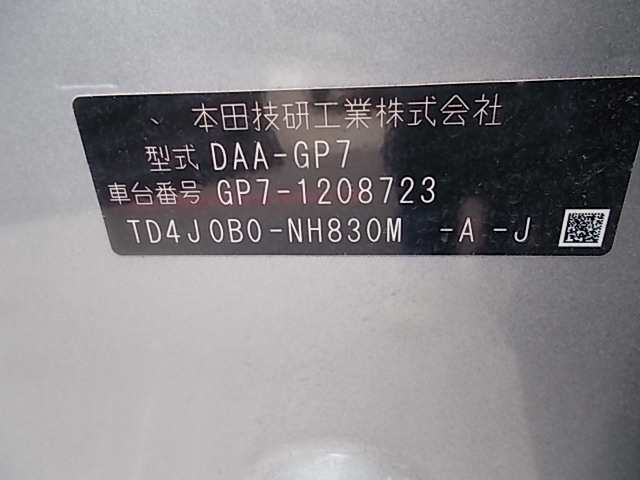 本田技研工業株式会社
型式 DAA-GP7
車台番号 GP7-1208723
TD4J0B0-NH830M -A -J